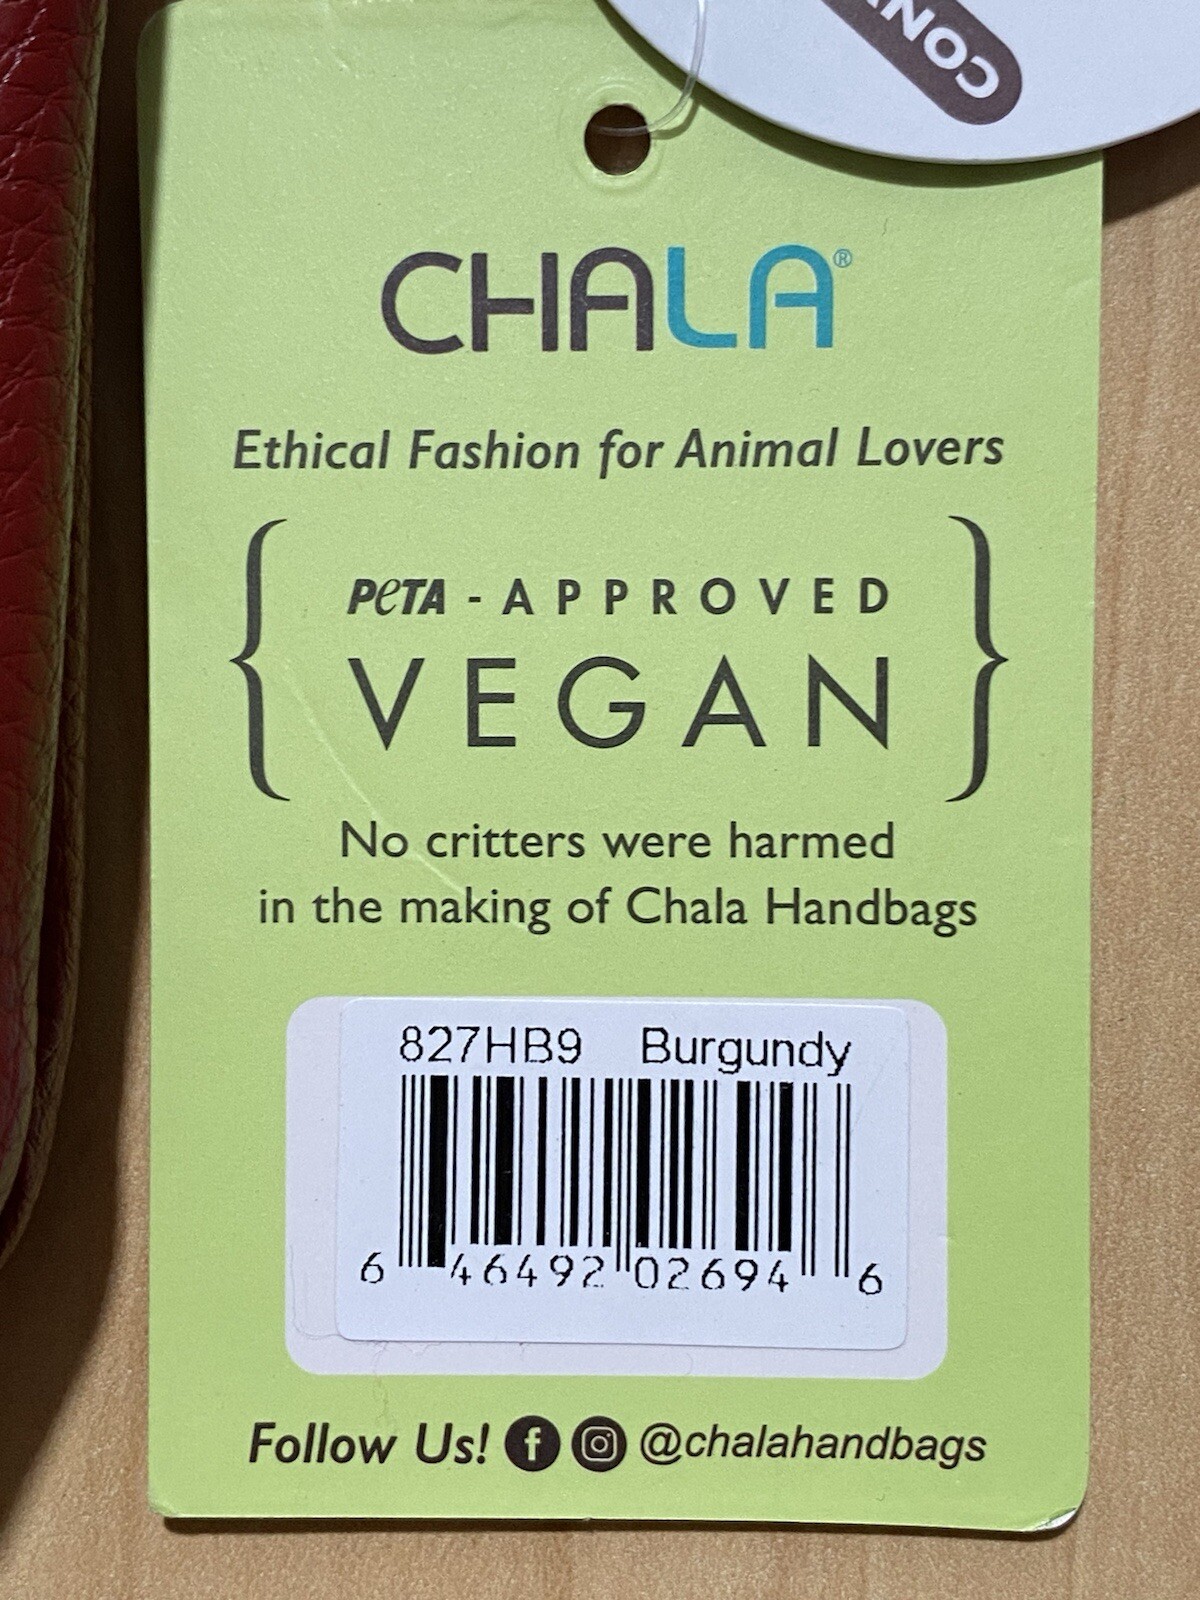 CON
CHALA®
Ethical Fashion for Animal Lovers
PeTA - APPROVED
VEGAN
No critters were harmed
in the making of Chala Handbags
827HB9 Burgundy
6 46492 02694 6
Follow Us! @chalahandbags